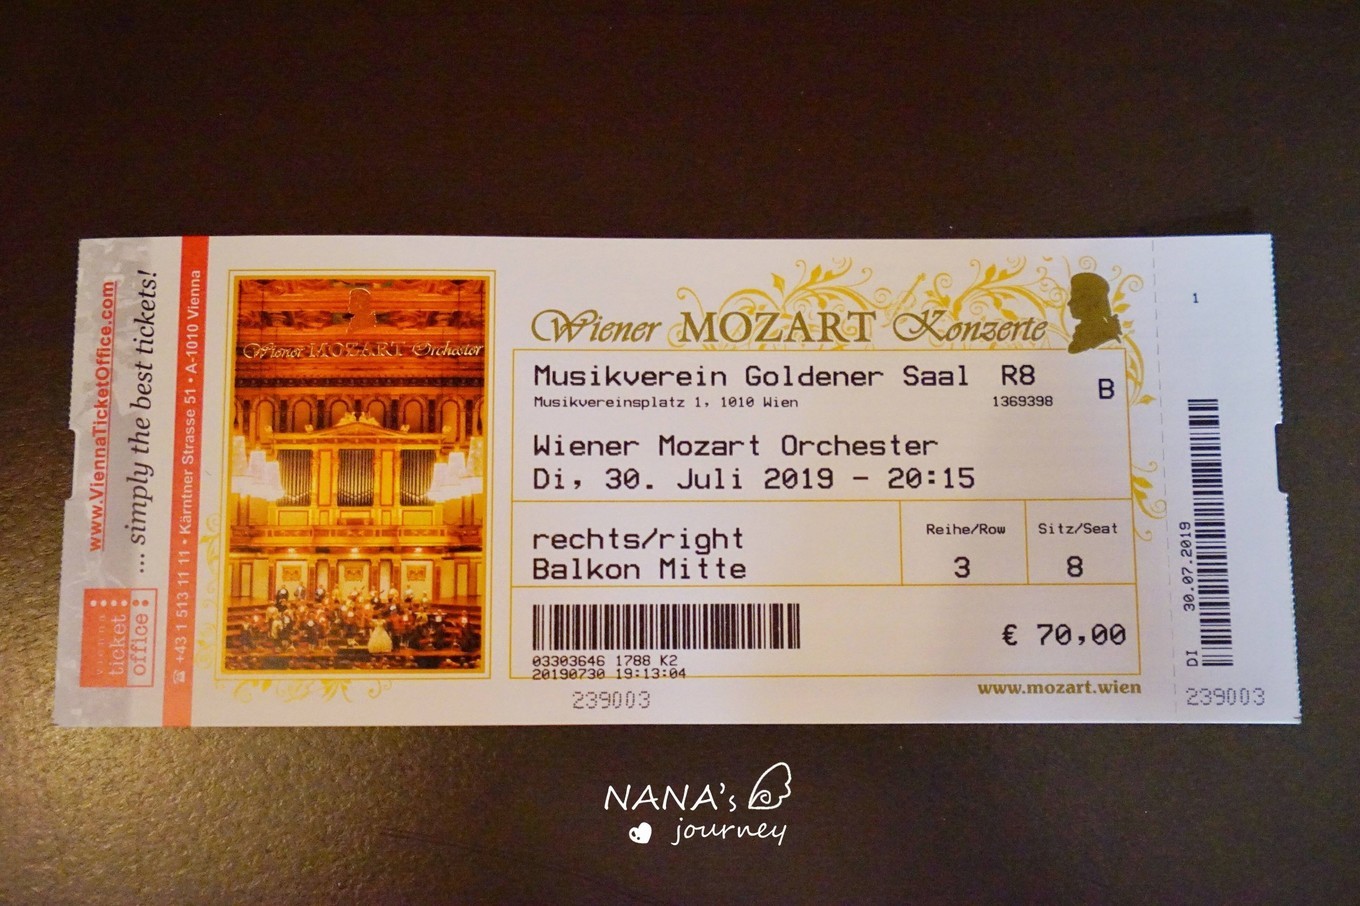 www.ViennaTicketOffice.com
... simply the best tickets!
vienna
ticket
office
☎ +43 1 513 11 11 • Kärntner Strasse 51 • A-1010 Vienna
Wiener MOZART Orchester
Wiener MOZART Konzerte
Musikverein Goldener Saal R8 B
Musikvereinsplatz 1, 1010 Wien 1369398
Wiener Mozart Orchester
Di, 30. Juli 2019 - 20:15
rechts/right
Balkon Mitte
Reihe/Row
3
Sitz/Seat
8
€ 70,00
03303646 1788 K2
20190730 19:13:04
239003
www.mozart.wien
1
DI 30.07.2019
239003
NANA's
journey